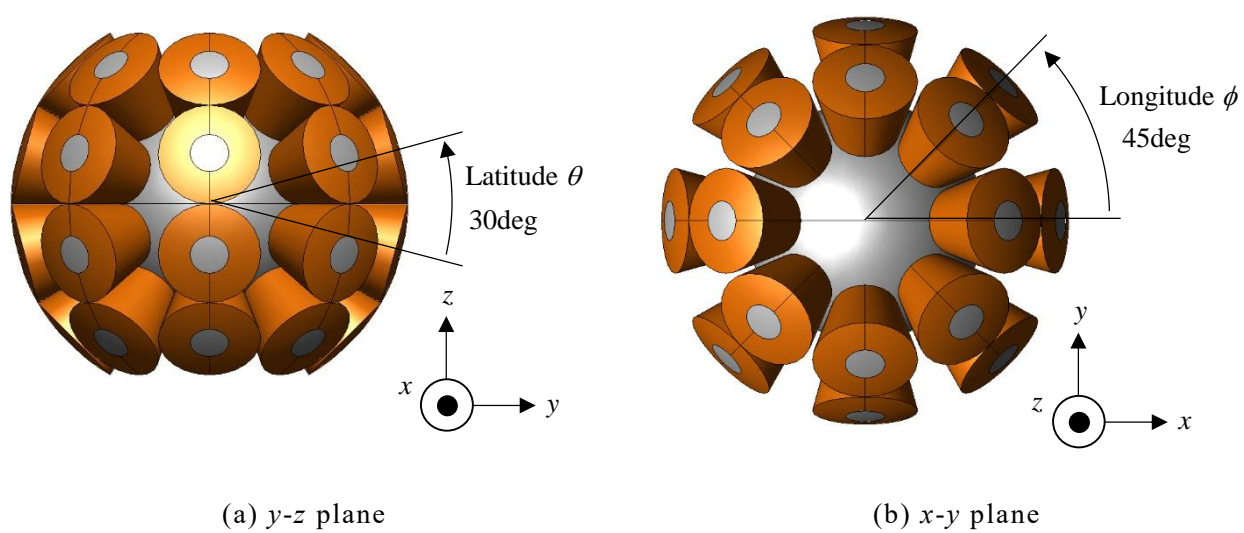 Latitude θ
30deg
z
x
y
(a) y-z plane
Longitude ϕ
45deg
y
z
x
(b) x-y plane